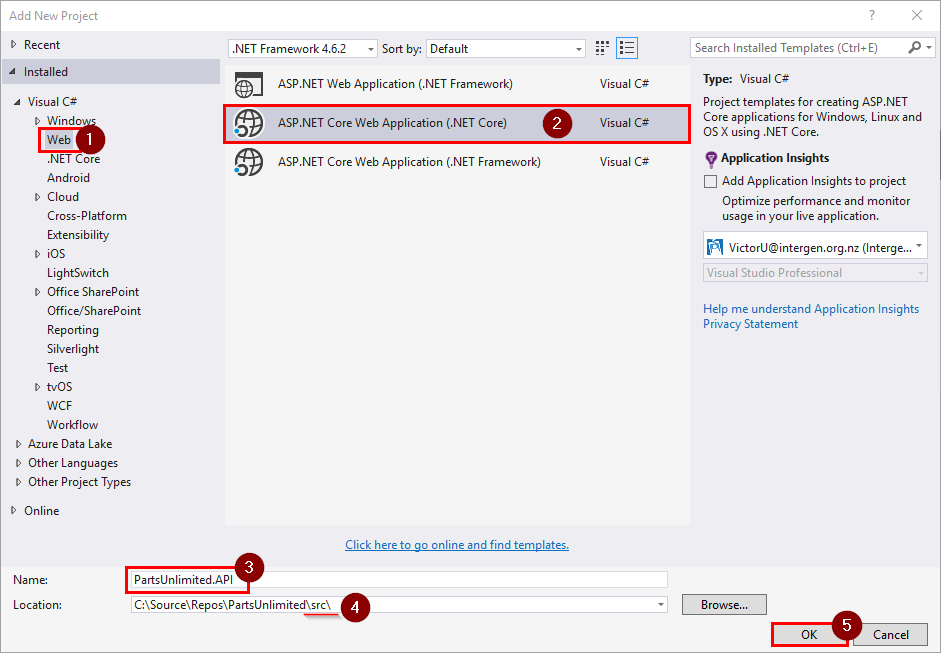 Add New Project
?
Recent
.NET Framework 4.6.2
Sort by:
Default
Search Installed Templates (Ctrl+E)
Installed
Visual C#
Windows
Web
1
.NET Core
Android
Cloud
Cross-Platform
Extensibility
iOS
LightSwitch
Office SharePoint
Office/SharePoint
Reporting
Silverlight
Test
tvOS
WCF
Workflow
Azure Data Lake
Other Languages
Other Project Types
Online
ASP.NET Web Application (.NET Framework) Visual C#
ASP.NET Core Web Application (.NET Core) 2 Visual C#
ASP.NET Core Web Application (.NET Framework) Visual C#
Click here to go online and find templates.
Type: Visual C#
Project templates for creating ASP.NET
Core applications for Windows, Linux and
OS X using .NET Core.
Application Insights
Add Application Insights to project
Optimize performance and monitor
usage in your live application.
VictorU@intergen.org.nz (Interge...
Visual Studio Professional
Help me understand Application Insights
Privacy Statement
Name: PartsUnlimited.API 3
Location: C:\Source\Repos\PartsUnlimited\src\ 4 Browse...
OK 5 Cancel